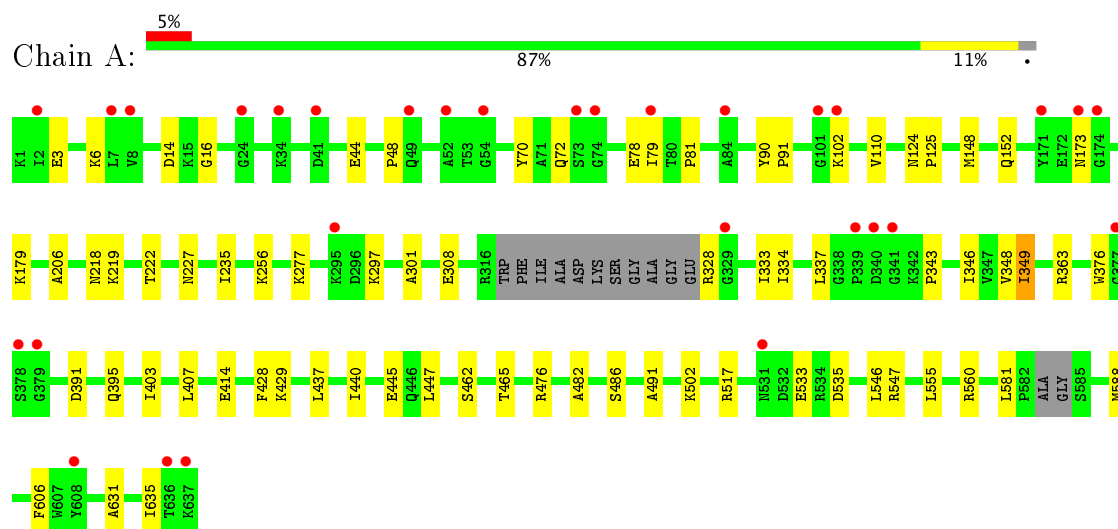 5%
Chain A:
87% 11% •
K1 I2 E3 K6 L7 V8 D14 K15 G16 G24 K34 D41 E44 P48 Q49 A52 T53 G54 Y70 A71 Q72 S73 G74 E78 I79 T80 P81 A84 Y90 P91 G101 K102 V110 N124 P125 M148 Q152 Y171 E172 N173 G174
K179 A206 N218 K219 T222 N227 I235 K256 K277 K295 D296 K297 A301 E308 R316 TRP PHE ILE ALA ASP LYS SER GLY ALA GLY GLU R328 G329 I333 I334 L337 G338 P339 D340 G341 K342 P343 I346 V347 V348 I349 R363 W376 G377
S378 G379 D391 Q395 I403 L407 E414 F428 K429 L437 I440 E445 Q446 L447 S462 T465 R476 A482 S486 A491 K502 R517 N531 D532 E533 R534 D535 L546 R547 L555 R560 L581 P582 ALA GLY S585 M588
F606 W607 Y608 A631 I635 T636 K637